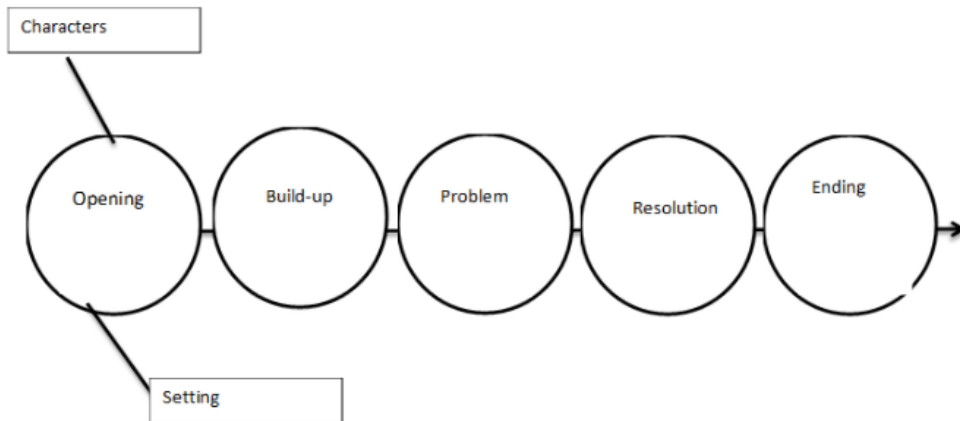 Characters
Opening
Build-up
Problem
Resolution
Ending
Setting